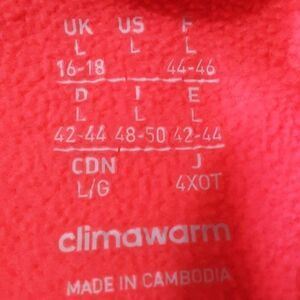 UK US F
L L L
16-18 44-46
D I E
L L L
42-44 48-50 42-44
CDN J
L/G 4XOT
climawarm
MADE IN CAMBODIA